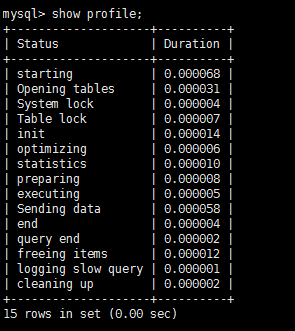 mysql> show profile;
+--------------------+----------+
| Status             | Duration |
+--------------------+----------+
| starting           | 0.000068 |
| Opening tables     | 0.000031 |
| System lock        | 0.000004 |
| Table lock         | 0.000007 |
| init               | 0.000014 |
| optimizing         | 0.000006 |
| statistics         | 0.000010 |
| preparing          | 0.000008 |
| executing          | 0.000005 |
| Sending data       | 0.000058 |
| end                | 0.000004 |
| query end          | 0.000002 |
| freeing items      | 0.000012 |
| logging slow query | 0.000001 |
| cleaning up        | 0.000002 |
+--------------------+----------+
15 rows in set (0.00 sec)